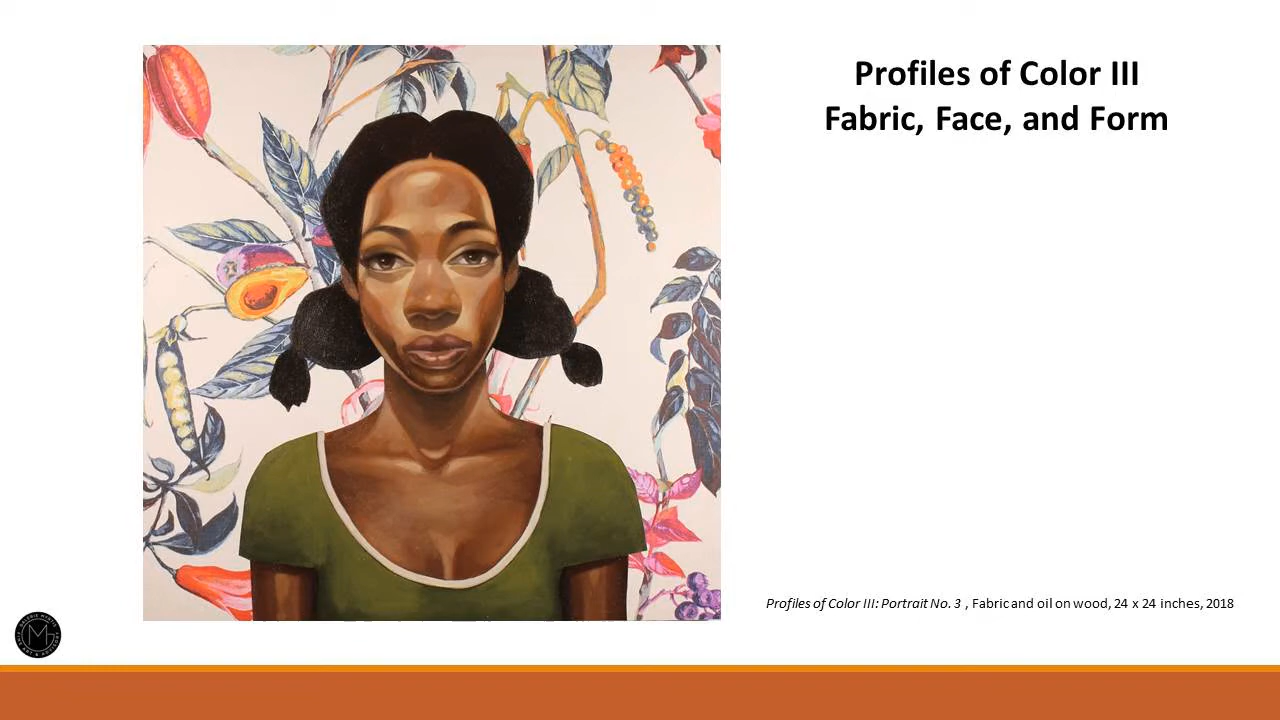 Profiles of Color III
Fabric, Face, and Form
Profiles of Color III: Portrait No. 3 , Fabric and oil on wood, 24 x 24 inches, 2018